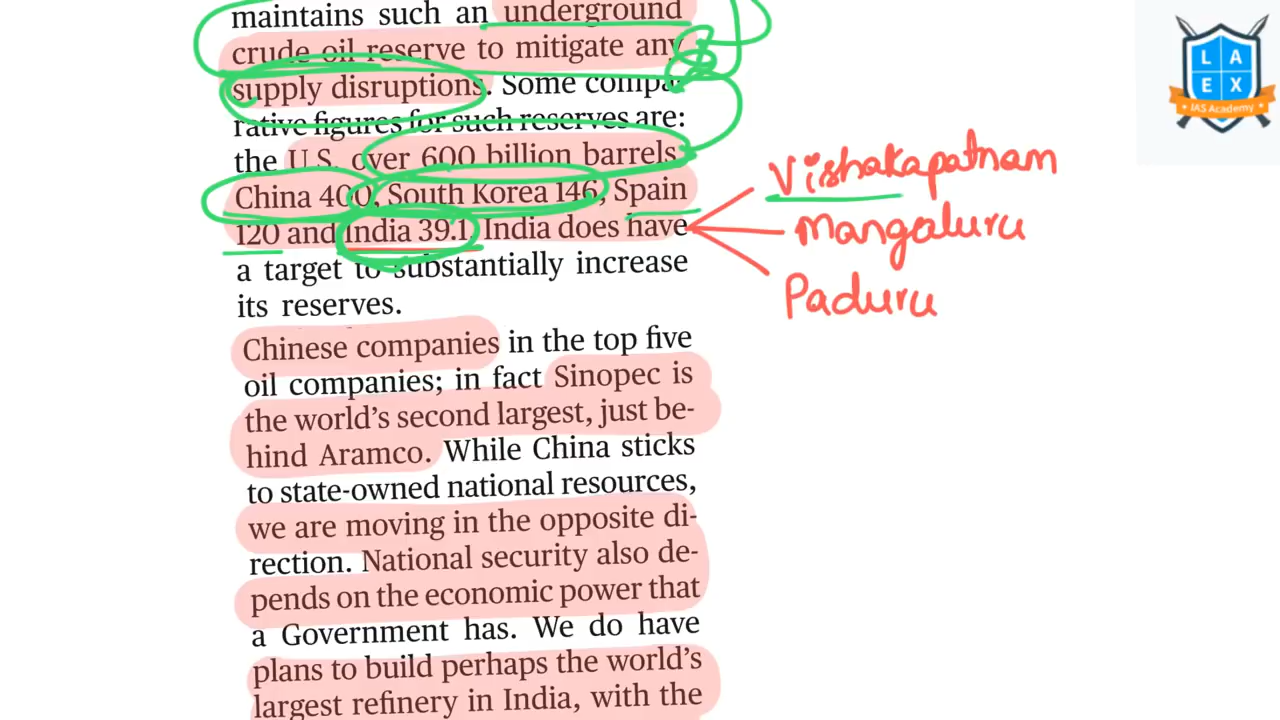 maintains such an underground
crude oil reserve to mitigate any
supply disruptions. Some compa-
rative figures for such reserves are:
the U.S. over 600 billion barrels,
China 400, South Korea 146, Spain
120 and India 39.1. India does have
a target to substantially increase
its reserves.
Chinese companies in the top five
oil companies; in fact Sinopec is
the world's second largest, just be-
hind Aramco. While China sticks
to state-owned national resources,
we are moving in the opposite di-
rection. National security also de-
pends on the economic power that
a Government has. We do have
plans to build perhaps the world's
largest refinery in India, with the
Vishakapatnam
Mangaluru
Paduru
L A
E X
IAS Academy